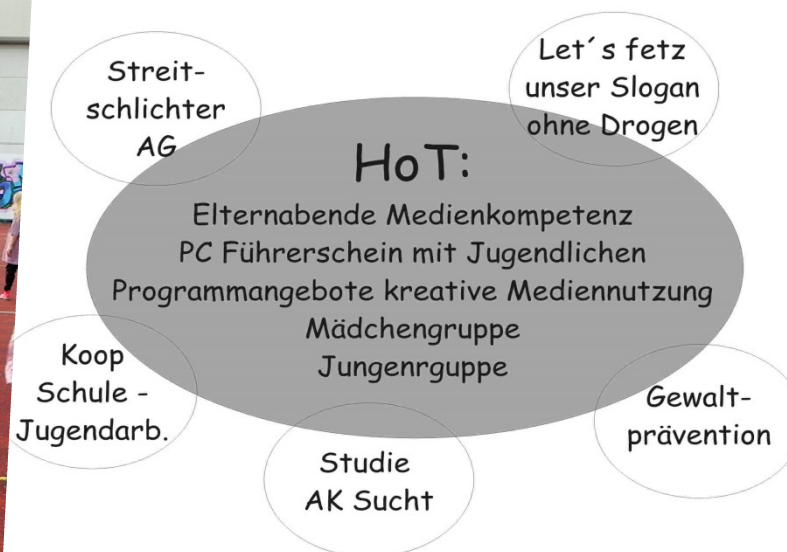 Streit-
schlichter
AG
Let´s fetz
unser Slogan
ohne Drogen
HoT:
Elternabende Medienkompetenz
PC Führerschein mit Jugendlichen
Programmangebote kreative Mediennutzung
Mädchengruppe
Jungenrguppe
Koop
Schule -
Jugendarb.
Studie
AK Sucht
Gewalt-
prävention